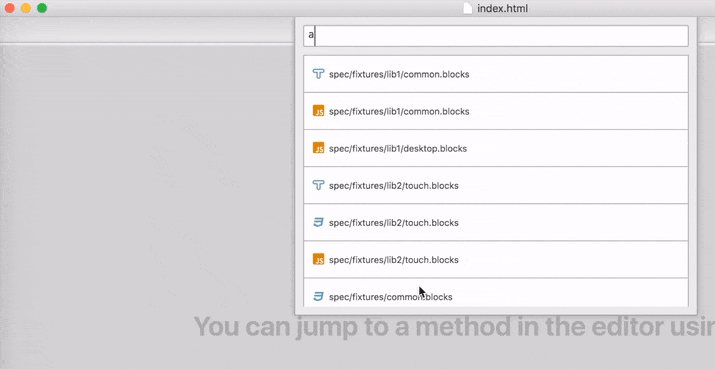 index.html
a
spec/fixtures/lib1/common.blocks
JS spec/fixtures/lib1/common.blocks
JS spec/fixtures/lib1/desktop.blocks
spec/fixtures/lib2/touch.blocks
spec/fixtures/lib2/touch.blocks
JS spec/fixtures/lib2/touch.blocks
spec/fixtures/common.blocks
You can jump to a method in the editor usin